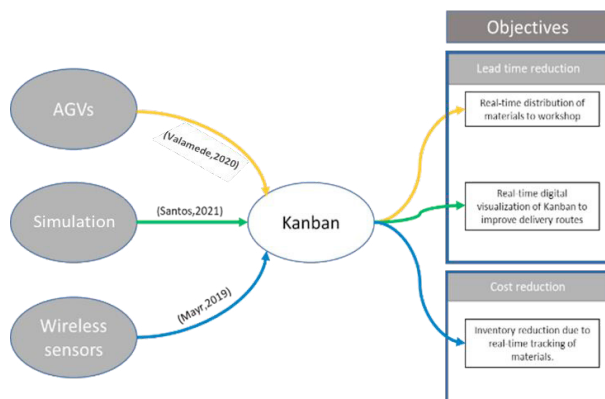 Objectives
Lead time reduction
AGVs
(Valamede,2020)
Real-time distribution of
materials to workshop
Simulation
(Santos,2021)
Kanban
Real-time digital
visualization of Kanban to
improve delivery routes
Wireless
sensors
(Mayr,2019)
Cost reduction
Inventory reduction due to
real-time tracking of
materials.